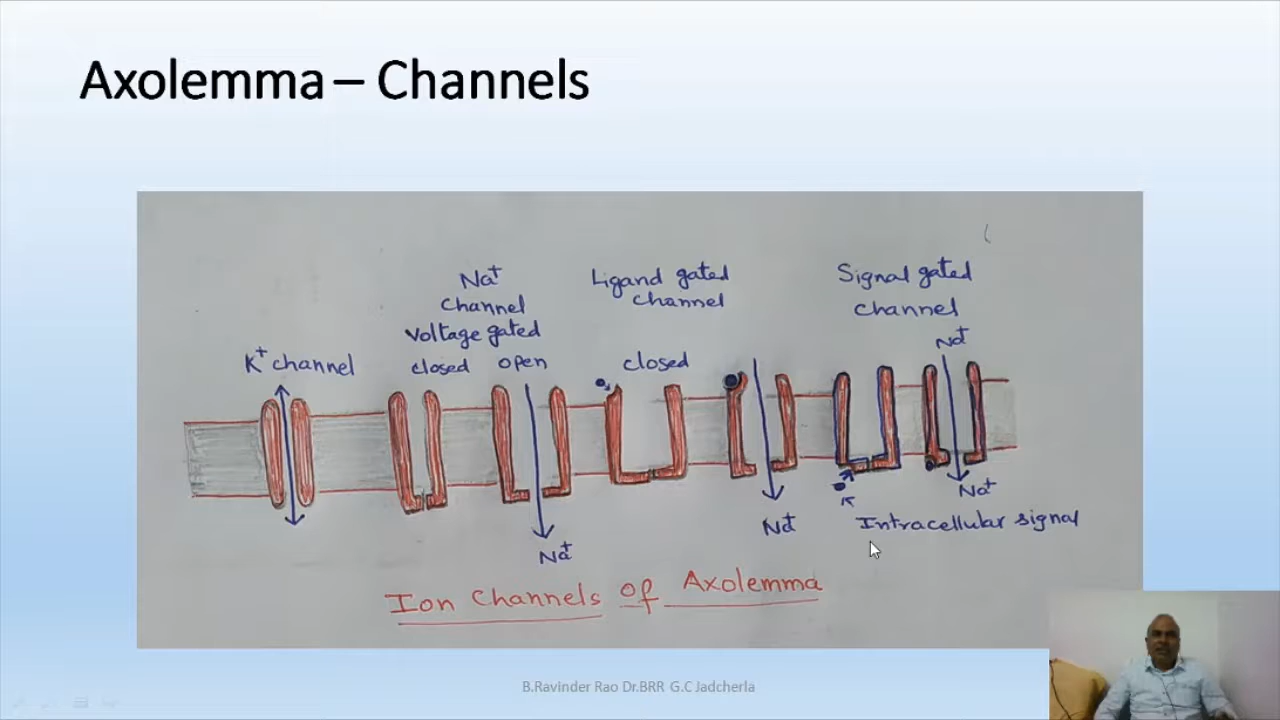 Axolemma – Channels
Na+
Channel
Voltage gated
closed open
Ligand gated
channel
Signal gated
channel
K+ channel
closed
Na+
Na+
Na+
Na+
Intracellular signal
Ion Channels of Axolemma
B.Ravinder Rao Dr.BRR G.C Jadcherla